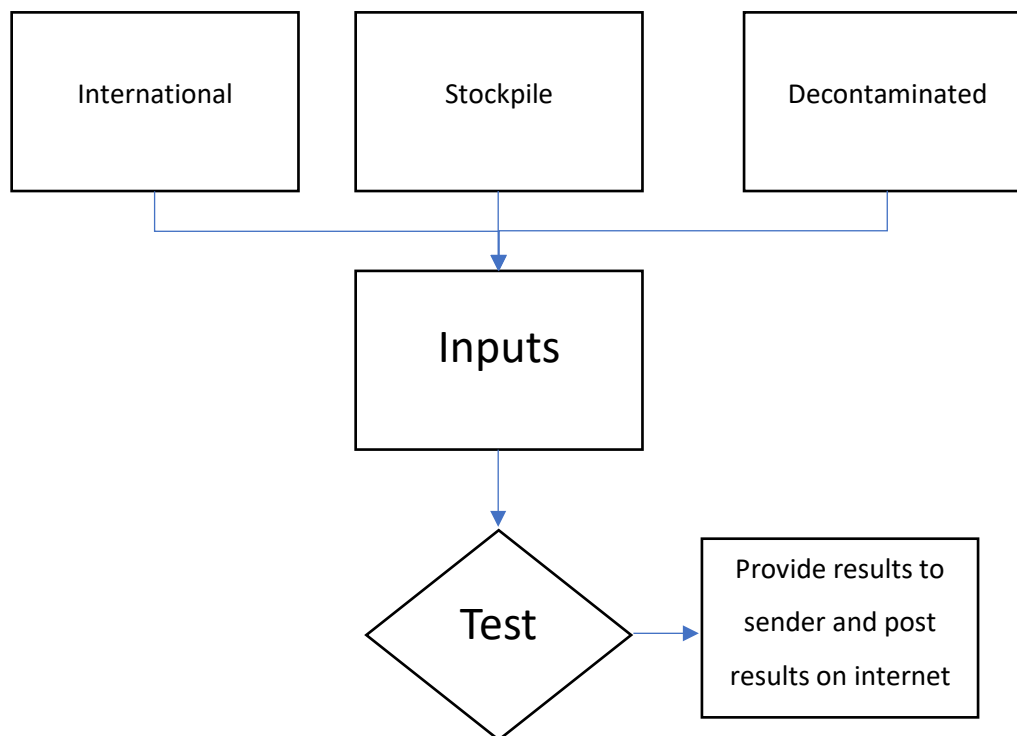 International
Stockpile
Decontaminated
Inputs
Test
Provide results to
sender and post
results on internet